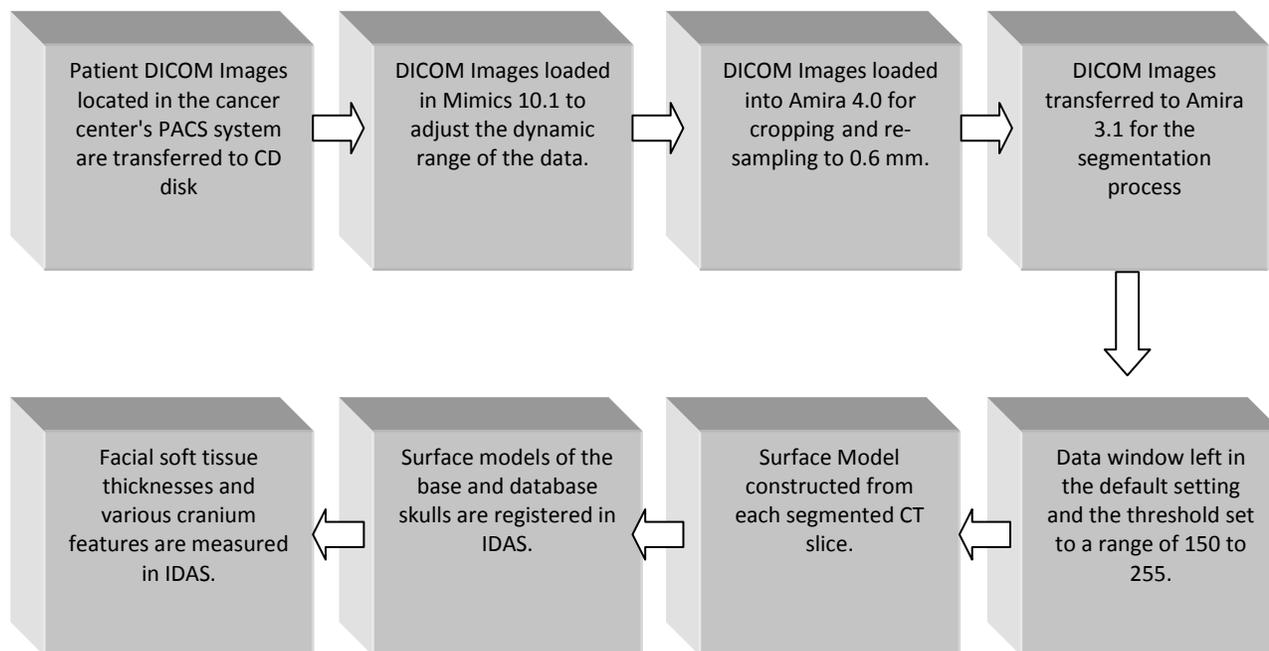 Patient DICOM Images
located in the cancer
center's PACS system
are transferred to CD
disk
DICOM Images loaded
in Mimics 10.1 to
adjust the dynamic
range of the data.
DICOM Images loaded
into Amira 4.0 for
cropping and re-
sampling to 0.6 mm.
DICOM Images
transferred to Amira
3.1 for the
segmentation
process
Data window left in
the default setting
and the threshold set
to a range of 150 to
255.
Surface Model
constructed from
each segmented CT
slice.
Surface models of the
base and database
skulls are registered in
IDAS.
Facial soft tissue
thicknesses and
various cranium
features are measured
in IDAS.